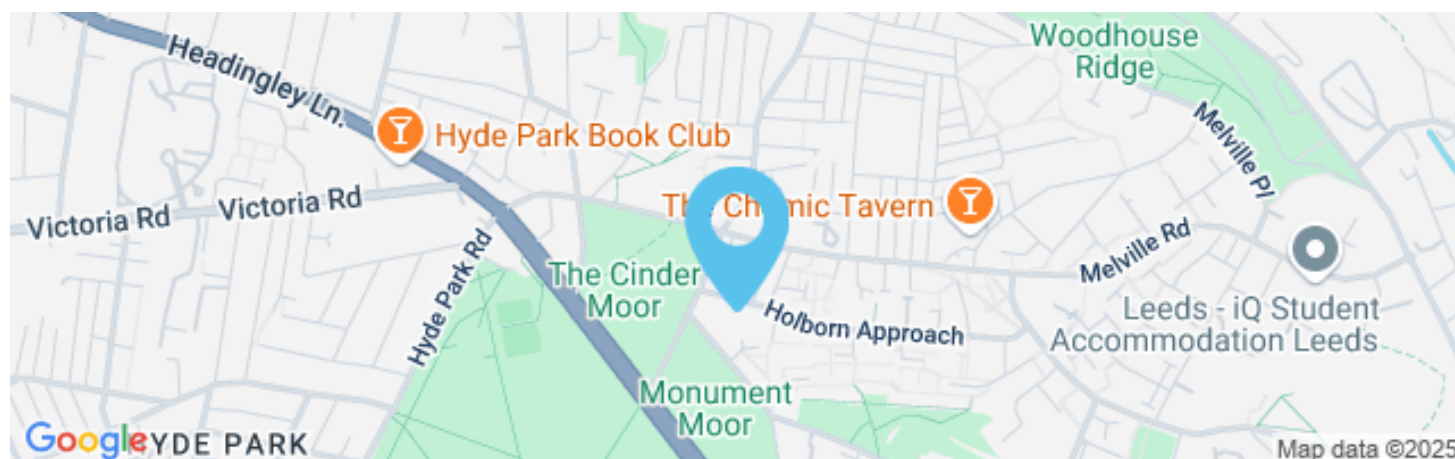 Headingley Ln.
Hyde Park Book Club
Woodhouse
Ridge
Melville Pl
Victoria Rd
Victoria Rd
The Tavern
Melville Rd
Hyde Park Rd
The Cinder
Moor
Holborn Approach
Leeds - iQ Student
Accommodation Leeds
Monument
Moor
Google
YDE PARK
Map data ©2025